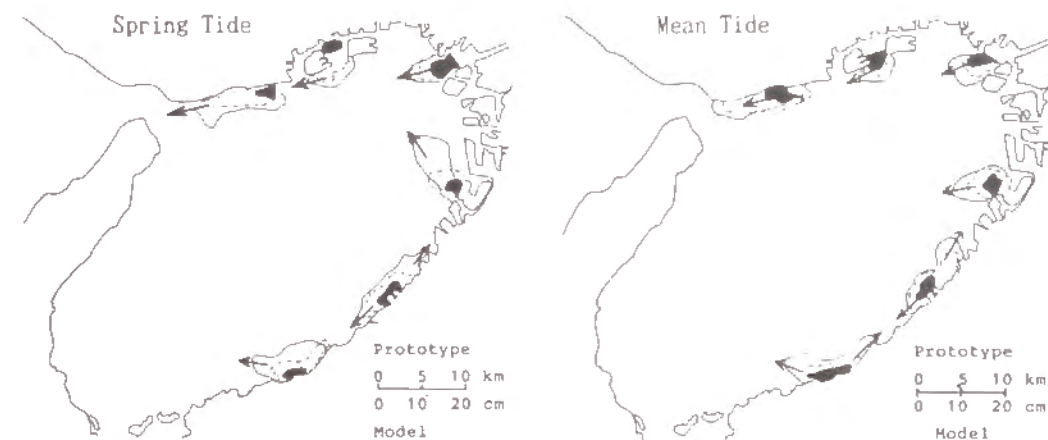 Spring Tide
Prototype
0 5 10 km
0 10 20 cm
Model
Mean Tide
Prototype
0 5 10 km
0 10 20 cm
Model